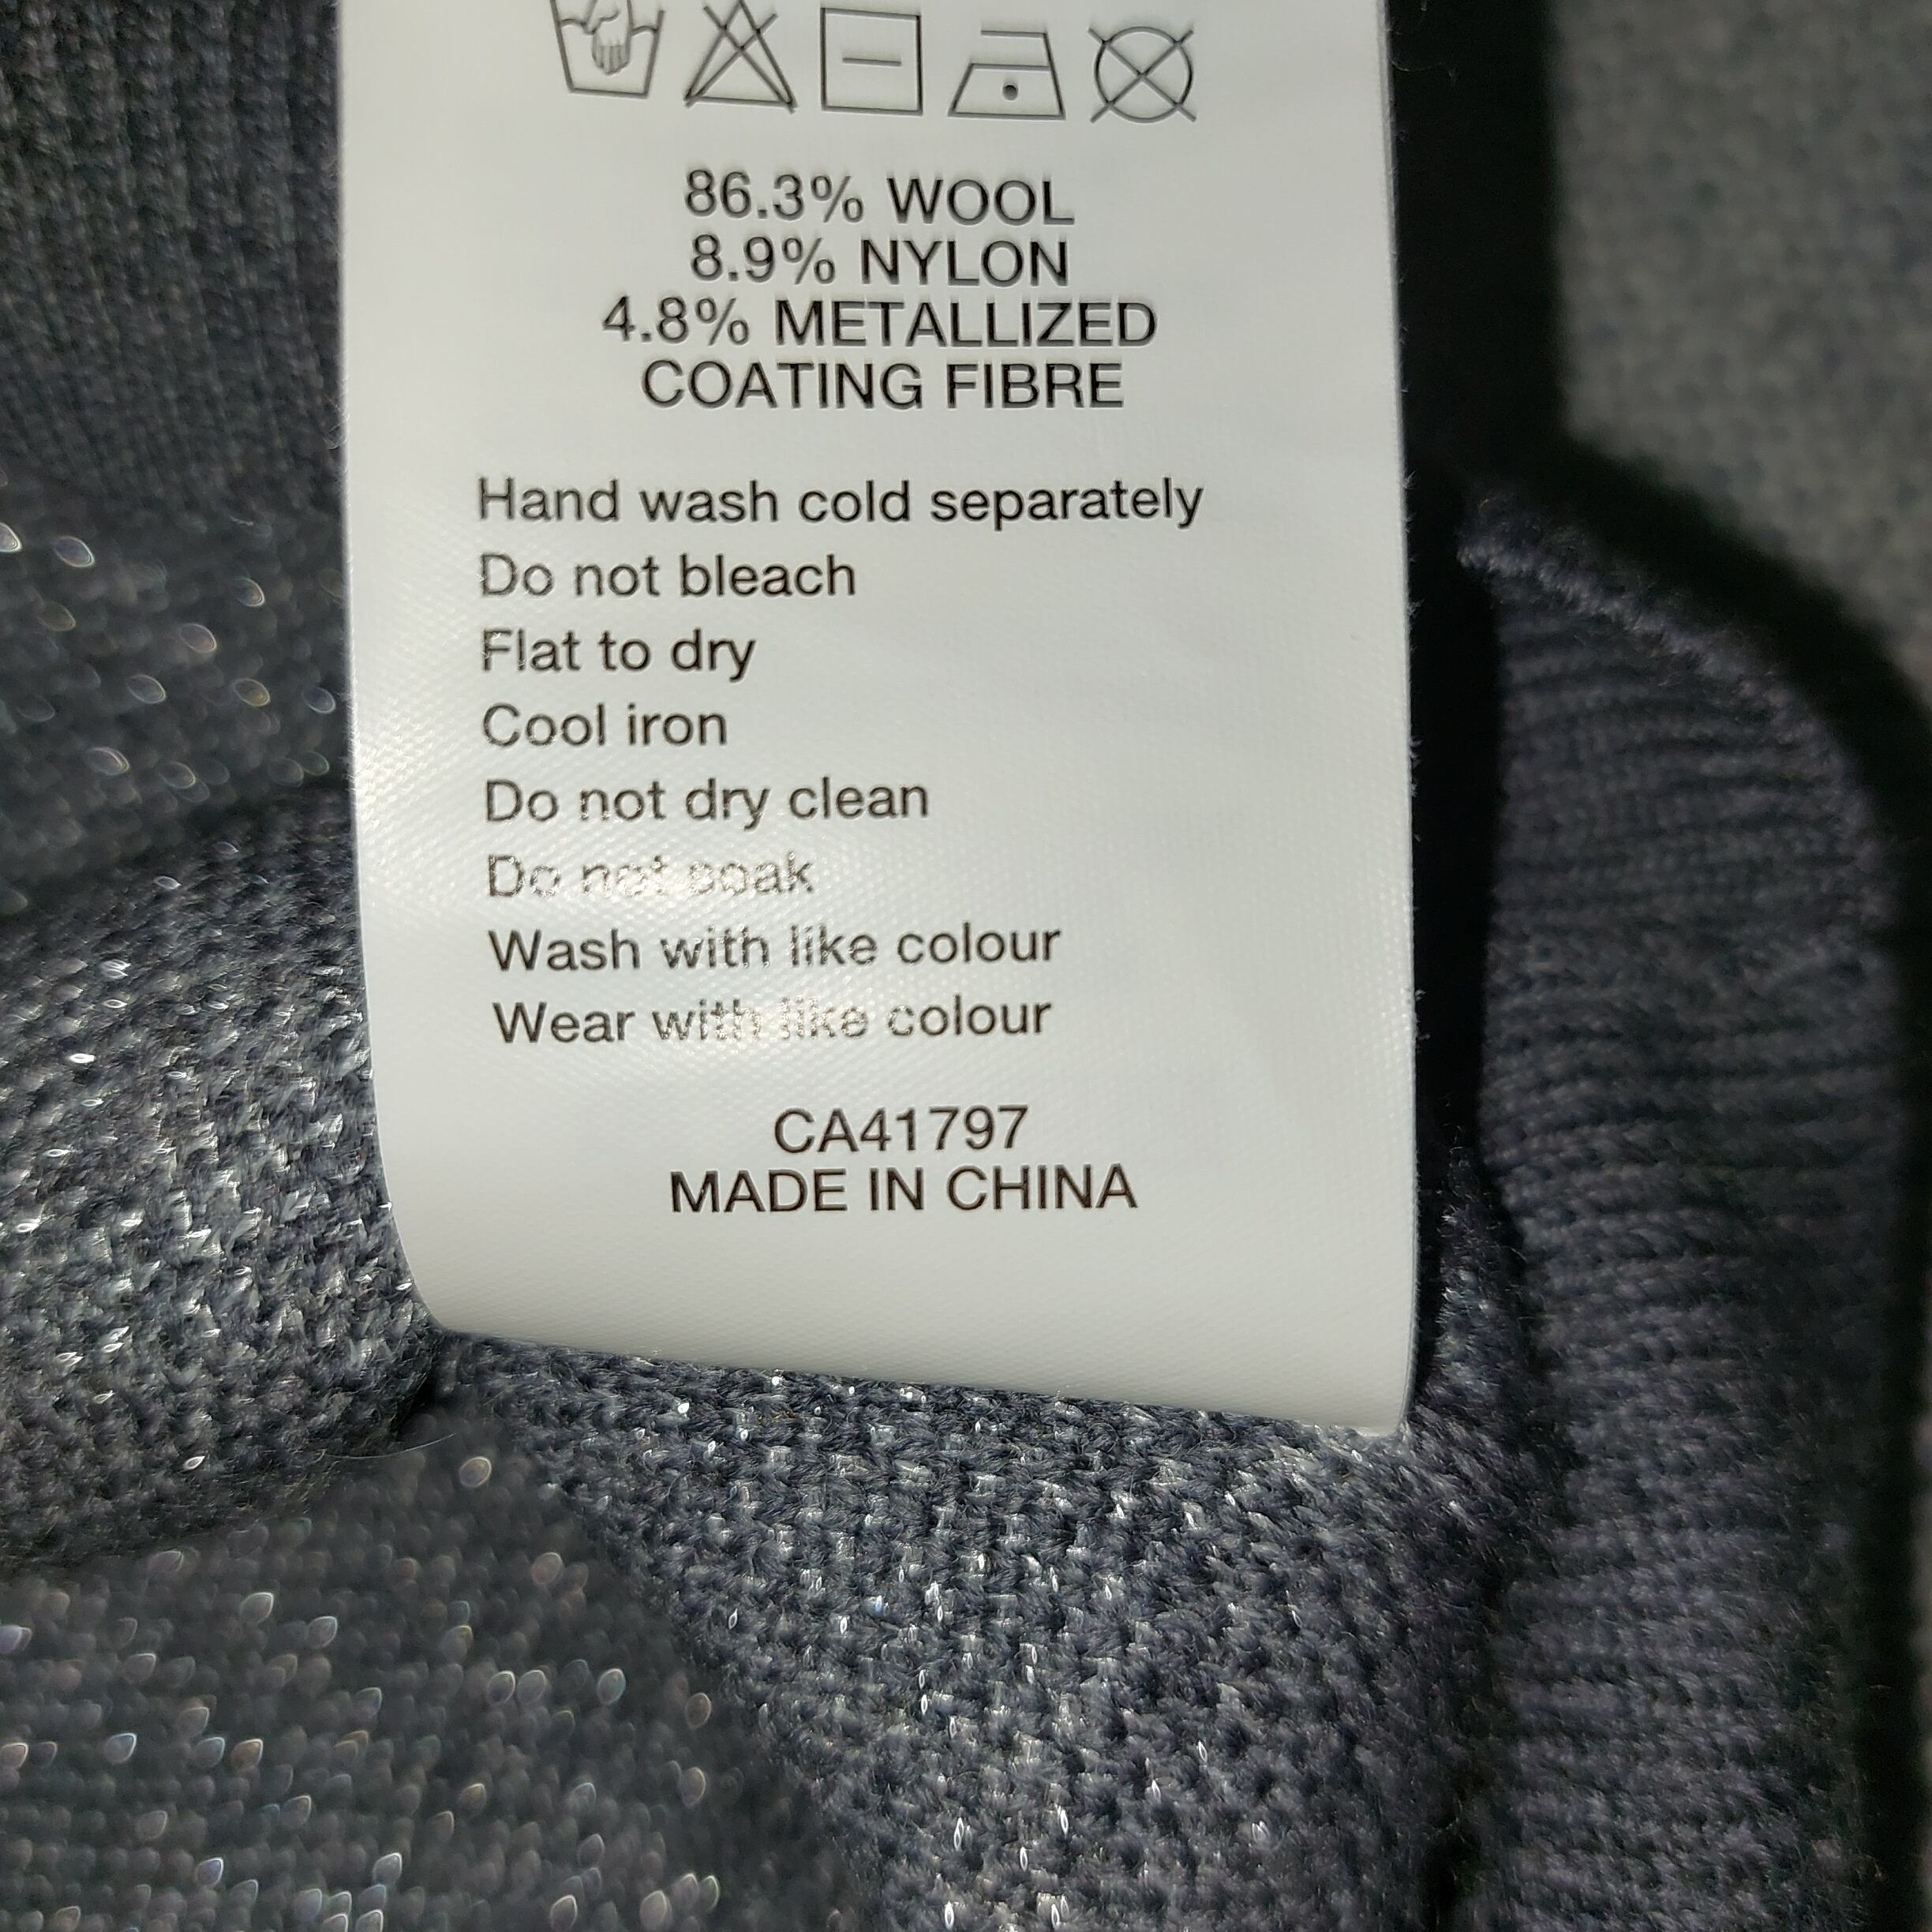 86.3% WOOL
8.9% NYLON
4.8% METALLIZED
COATING FIBRE
Hand wash cold separately
Do not bleach
Flat to dry
Cool iron
Do not dry clean
Do not soak
Wash with like colour
Wear with like colour
CA41797
MADE IN CHINA